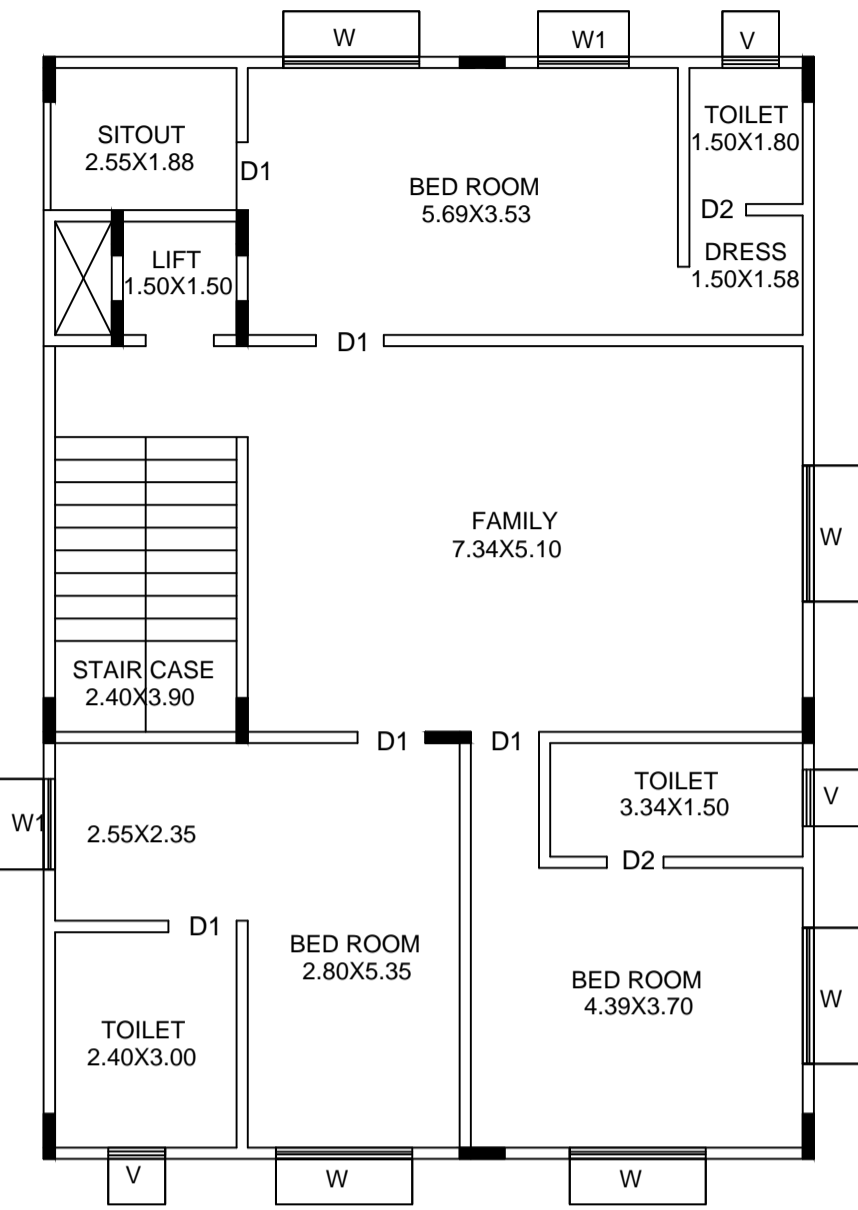 W
W1
V
SITOUT
2.55X1.88
D1
BED ROOM
5.69X3.53
TOILET
1.50X1.80
D2
DRESS
1.50X1.58
LIFT
1.50X1.50
D1
FAMILY
7.34X5.10
W
STAIR CASE
2.40X3.90
D1
D1
TOILET
3.34X1.50
V
W1
2.55X2.35
D2
D1
BED ROOM
2.80X5.35
BED ROOM
4.39X3.70
W
TOILET
2.40X3.00
V
W
W